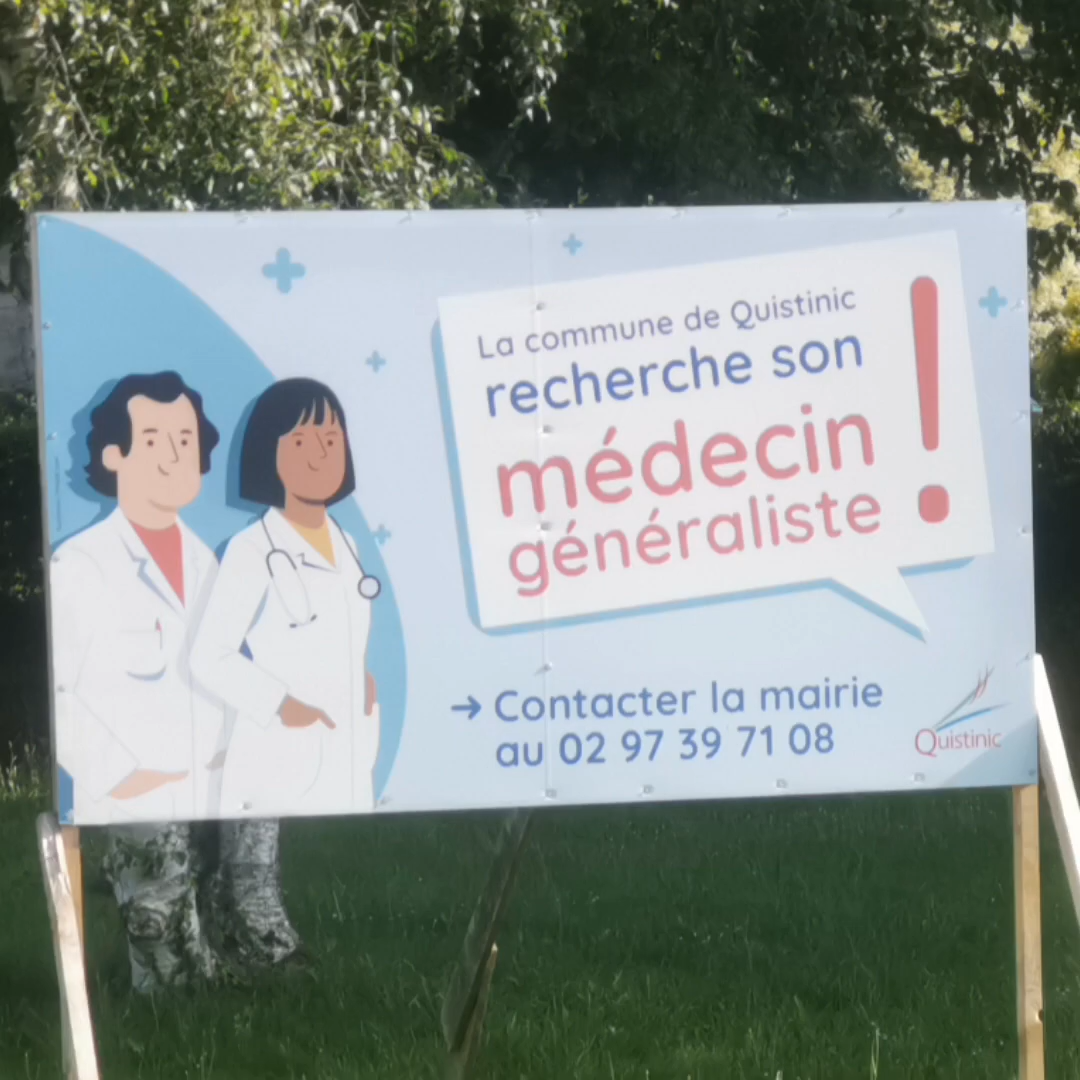 La commune de Quistinic
recherche son
médecin
généraliste !
→ Contacter la mairie
au 02 97 39 71 08
Quistinic